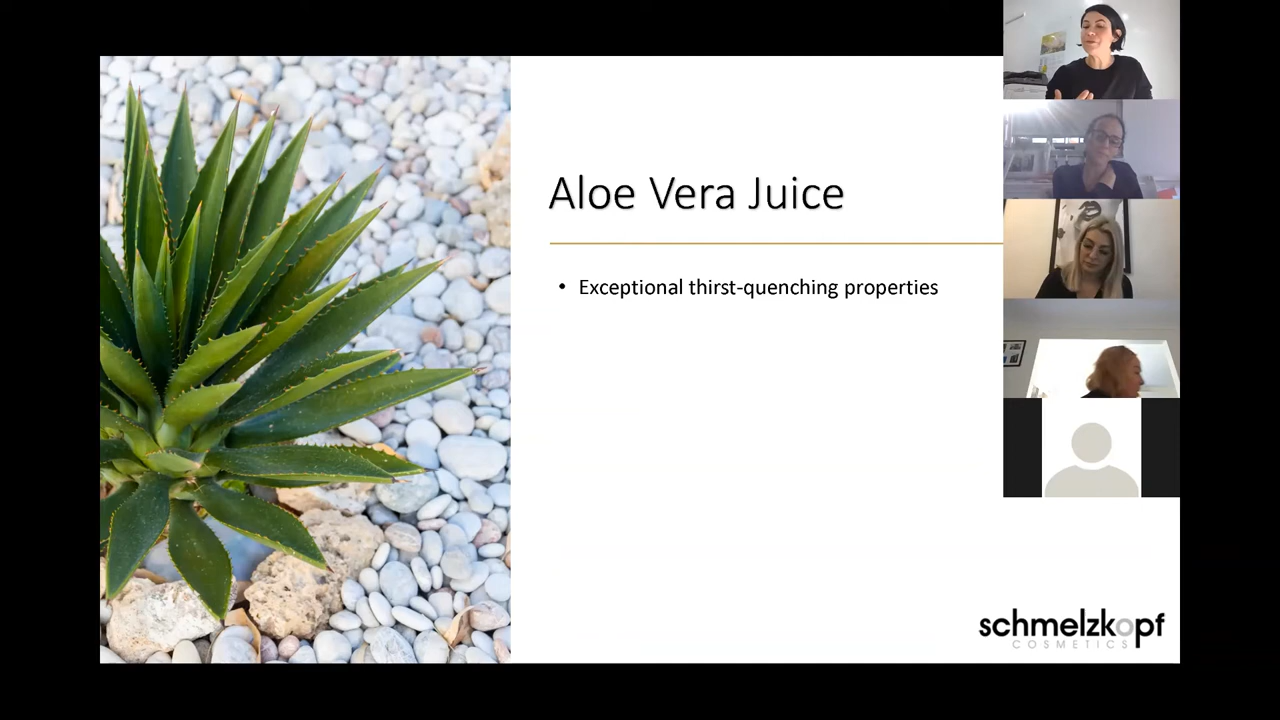 Aloe Vera Juice
• Exceptional thirst-quenching properties
schmelzkopf
COSMETICS